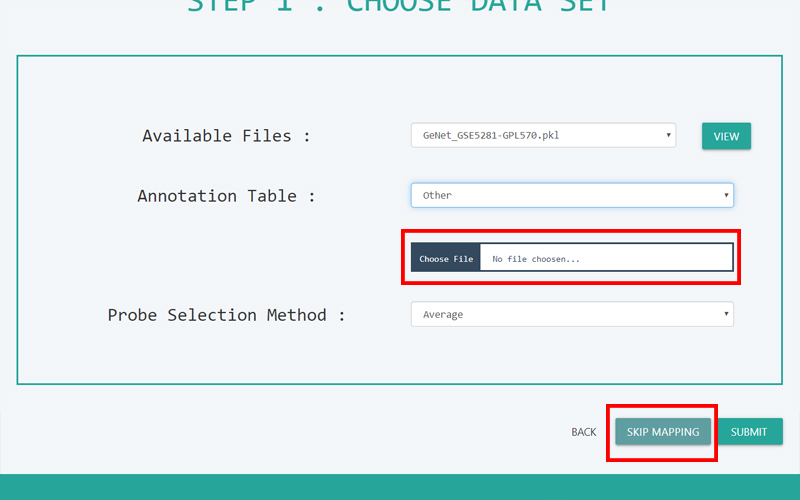 STEP 1 : CHOOSE DATA SET
Available Files :
GeNet_GSE5281-GPL570.pkl
VIEW
Annotation Table :
Other
Choose File
No file choosen...
Probe Selection Method :
Average
BACK
SKIP MAPPING
SUBMIT